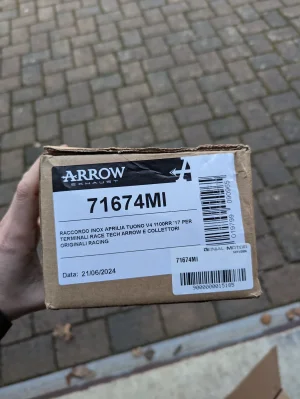 ARROW
EXHAUST
71674MI
RACCORDO INOX APRILIA TUONO V4 1100RR '17 PER
TERMINALI RACE TECH ARROW E COLLETTORI
ORIGINALI RACING
Data: 21/06/2024
71674MI